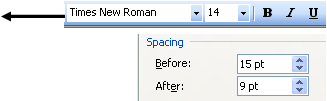 Times New Roman 14 B I U
Spacing
Before: 15 pt
After: 9 pt